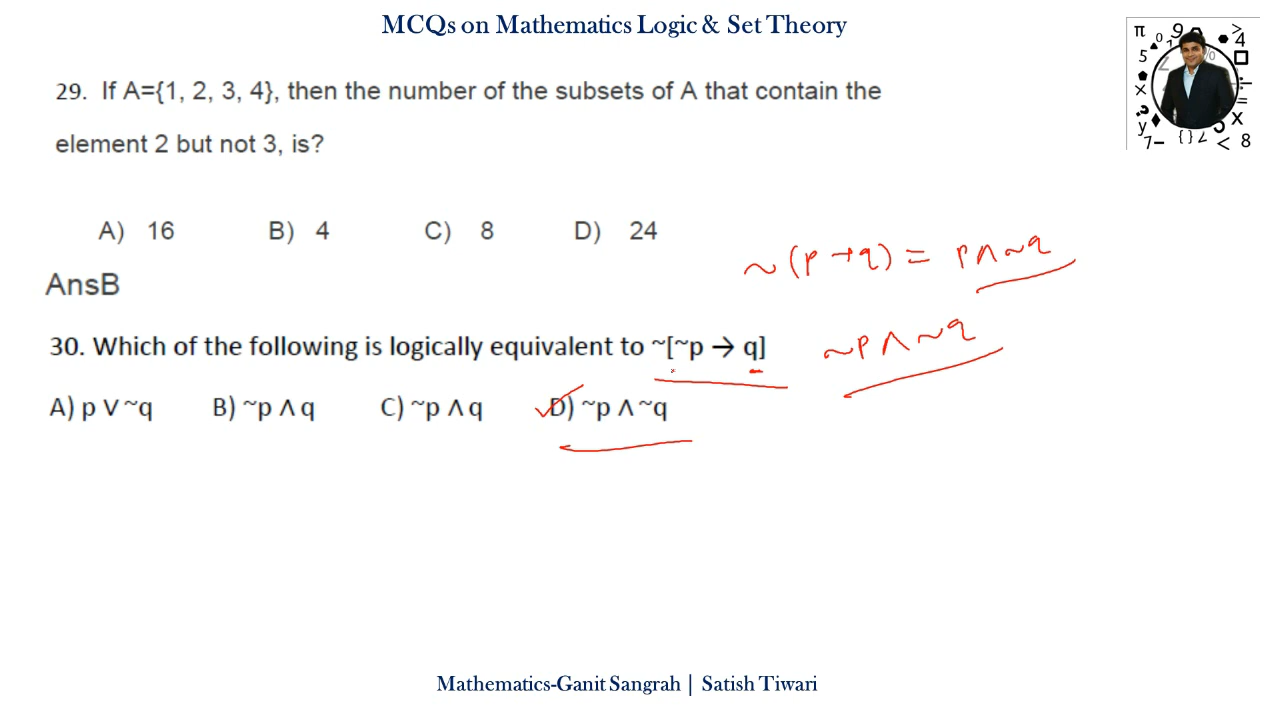 MCQs on Mathematics Logic & Set Theory
29. If A={1, 2, 3, 4}, then the number of the subsets of A that contain the
element 2 but not 3, is?
A) 16 B) 4 C) 8 D) 24
~(p→q) = p∧~q
AnsB
30. Which of the following is logically equivalent to ~[~p → q]
~p∧~q
A) p ∨ ~q B) ~p ∧ q C) ~p ∧ q D) ~p ∧ ~q
Mathematics-Ganit Sangrah | Satish Tiwari